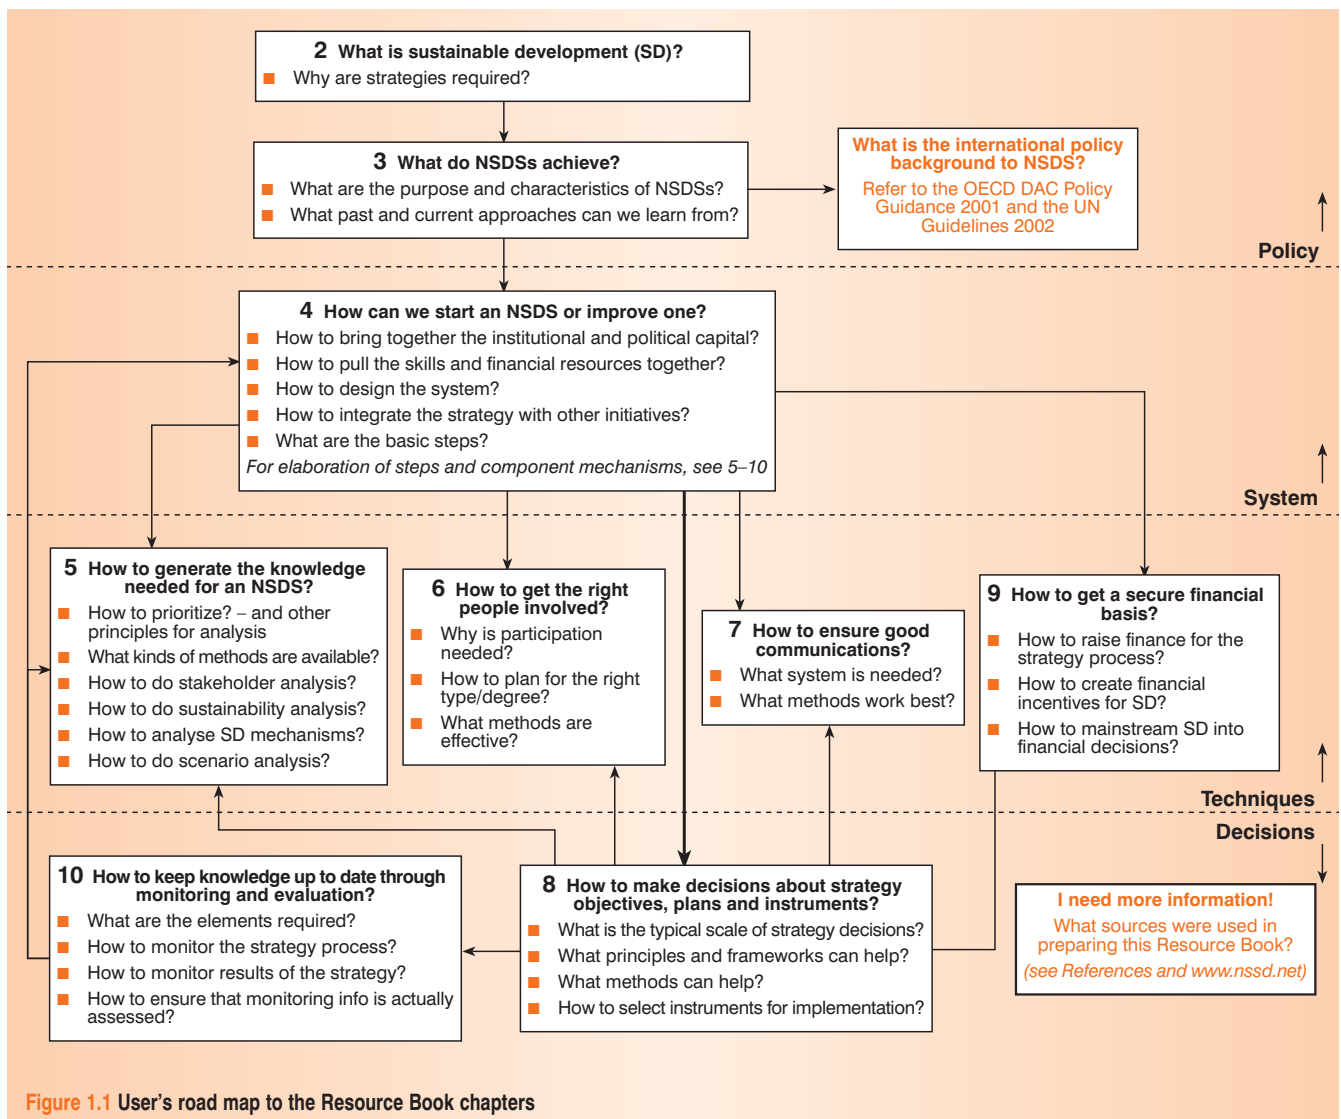 2 What is sustainable development (SD)?
Why are strategies required?
3 What do NSDSs achieve?
What are the purpose and characteristics of NSDSs?
What past and current approaches can we learn from?
What is the international policy
background to NSDS?
Refer to the OECD DAC Policy
Guidance 2001 and the UN
Guidelines 2002
Policy
4 How can we start an NSDS or improve one?
How to bring together the institutional and political capital?
How to pull the skills and financial resources together?
How to design the system?
How to integrate the strategy with other initiatives?
What are the basic steps?
For elaboration of steps and component mechanisms, see 5–10
System
5 How to generate the knowledge
needed for an NSDS?
How to prioritize? – and other
principles for analysis
What kinds of methods are available?
How to do stakeholder analysis?
How to do sustainability analysis?
How to analyse SD mechanisms?
How to do scenario analysis?
6 How to get the right
people involved?
Why is participation
needed?
How to plan for the right
type/degree?
What methods are
effective?
7 How to ensure good
communications?
What system is needed?
What methods work best?
9 How to get a secure financial
basis?
How to raise finance for the
strategy process?
How to create financial
incentives for SD?
How to mainstream SD into
financial decisions?
Techniques
Decisions
10 How to keep knowledge up to date through
monitoring and evaluation?
What are the elements required?
How to monitor the strategy process?
How to monitor results of the strategy?
How to ensure that monitoring info is actually
assessed?
8 How to make decisions about strategy
objectives, plans and instruments?
What is the typical scale of strategy decisions?
What principles and frameworks can help?
What methods can help?
How to select instruments for implementation?
I need more information!
What sources were used in
preparing this Resource Book?
(see References and www.nssd.net)
Figure 1.1 User's road map to the Resource Book chapters